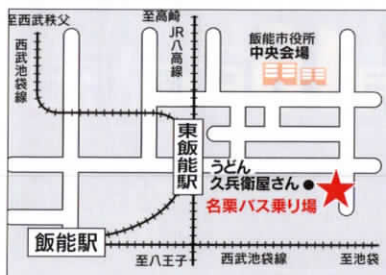 至西武秩父
西武池袋線
至高崎
JR八高線
飯能市役所
中央会場
東飯能駅
うどん
久兵衛屋さん
名栗バス乗り場
飯能駅
至八王子
西武池袋線
至池袋